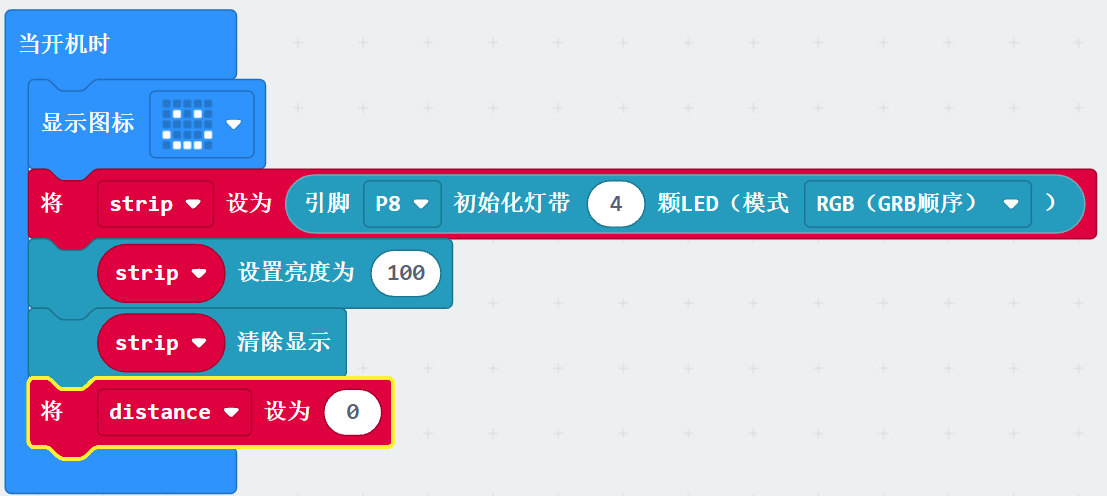 当开机时
显示图标
将 strip 设为 引脚 P8 初始化灯带 4 颗LED（模式 RGB（GRB顺序） ）
strip 设置亮度为 100
strip 清除显示
将 distance 设为 0